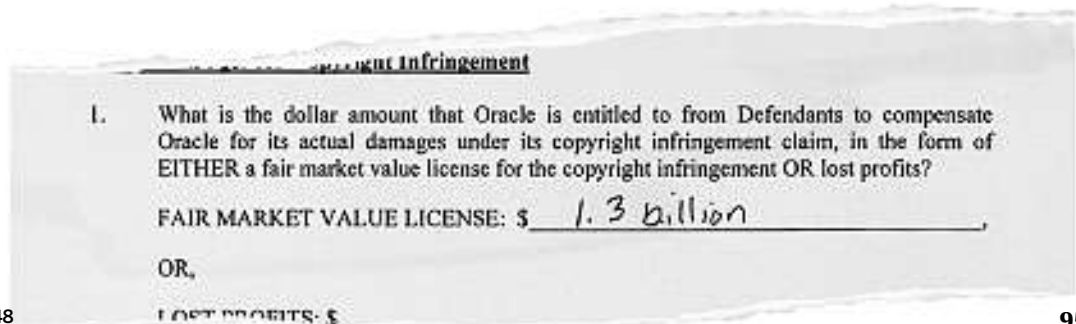 Infringement
1. What is the dollar amount that Oracle is entitled to from Defendants to compensate
Oracle for its actual damages under its copyright infringement claim, in the form of
EITHER a fair market value license for the copyright infringement OR lost profits?
FAIR MARKET VALUE LICENSE: $ 1.3 billion,
OR,
LOST PROFITS: $